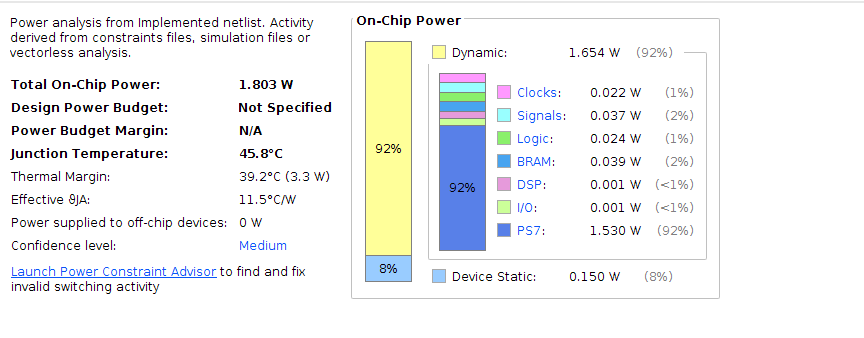 Power analysis from Implemented netlist. Activity
derived from constraints files, simulation files or
vectorless analysis.
Total On-Chip Power: 1.803 W
Design Power Budget: Not Specified
Power Budget Margin: N/A
Junction Temperature: 45.8°C
Thermal Margin: 39.2°C (3.3 W)
Effective ϑJA: 11.5°C/W
Power supplied to off-chip devices: 0 W
Confidence level: Medium
Launch Power Constraint Advisor to find and fix
invalid switching activity
On-Chip Power
92%
8%
Dynamic: 1.654 W (92%)
92%
Clocks: 0.022 W (1%)
Signals: 0.037 W (2%)
Logic: 0.024 W (1%)
BRAM: 0.039 W (2%)
DSP: 0.001 W (<1%)
I/O: 0.001 W (<1%)
PS7: 1.530 W (92%)
Device Static: 0.150 W (8%)